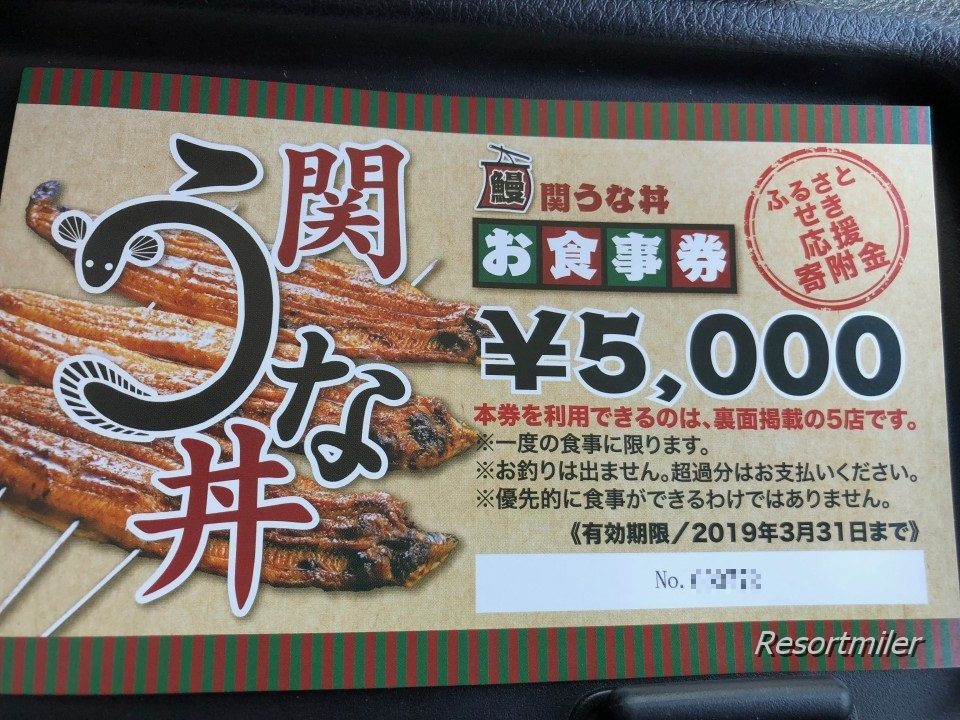 関
うな
丼
鰻
関うな丼
お食事券
ふるさと
せき
応援
寄附金
¥5,000
本券を利用できるのは、裏面掲載の5店です。
※一度の食事に限ります。
※お釣りは出ません。超過分はお支払いください。
※優先的に食事ができるわけではありません。
《有効期限／2019年3月31日まで》
No.
Resortmiler